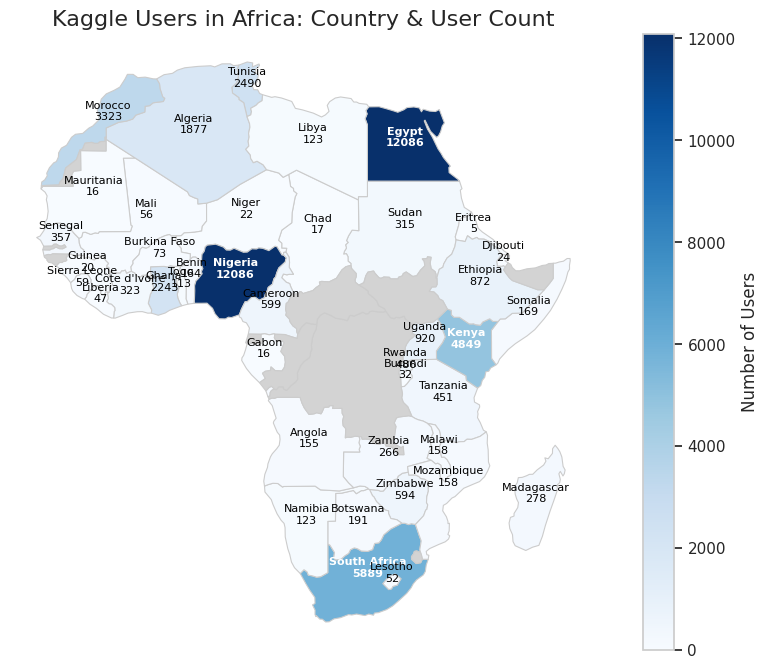 Kaggle Users in Africa: Country & User Count
Tunisia
2490
Morocco
3323
Algeria
1877
Libya
123
Egypt
12086
Mauritania
16
Mali
56
Niger
22
Chad
17
Sudan
315
Eritrea
5
Senegal
357
Djibouti
24
Burkina Faso
73
Guinea
20
Sierra Leone
59
Liberia
47
Cote d'Ivoire
323
Ghana
2243
Togo
113
Benin
Nigeria
12086
Cameroon
599
Ethiopia
872
Somalia
169
Uganda
920
Kenya
4849
Gabon
16
Rwanda
Burundi
32
Tanzania
451
Angola
155
Zambia
266
Malawi
158
Mozambique
158
Zimbabwe
594
Madagascar
278
Namibia
123
Botswana
191
South Africa
5889
Lesotho
52
12000
10000
8000
6000
4000
2000
0
Number of Users